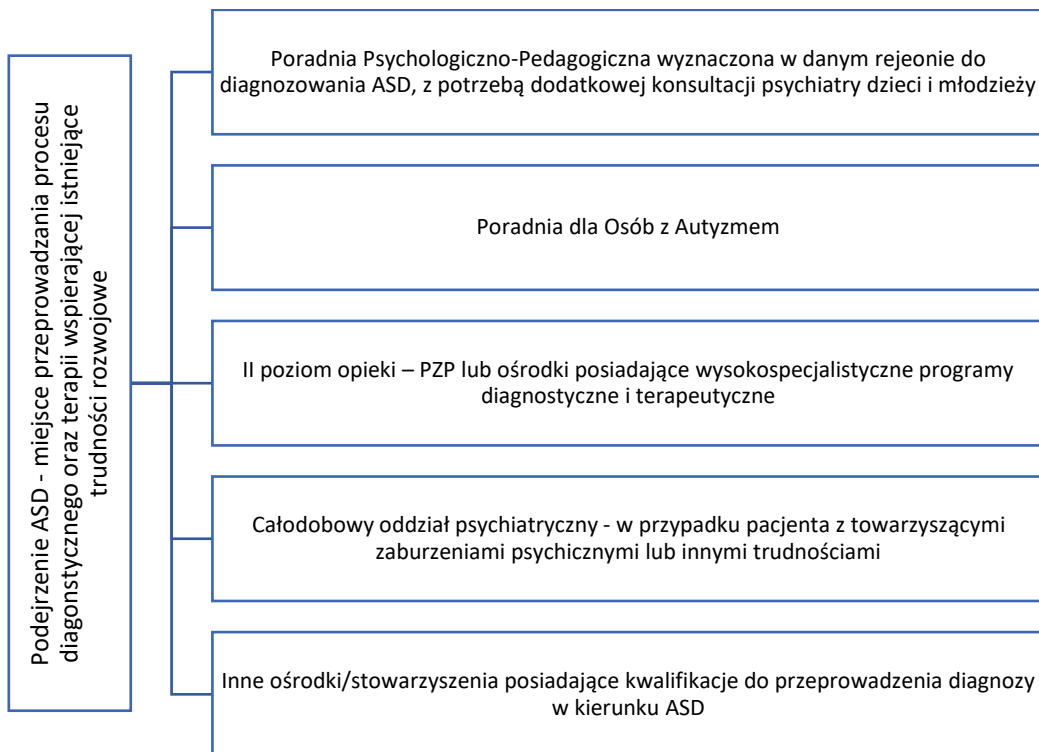 Podejrzenie ASD - miejsce przeprowadzania procesu
diagonstycznego oraz terapii wspierającej istniejące
trudności rozwojowe
Poradnia Psychologiczno-Pedagogiczna wyznaczona w danym rejeonie do
diagnozowania ASD, z potrzebą dodatkowej konsultacji psychiatry dzieci i młodzieży
Poradnia dla Osób z Autyzmem
II poziom opieki – PZP lub ośrodki posiadające wysokospecjalistyczne programy
diagnostyczne i terapeutyczne
Całodobowy oddział psychiatryczny - w przypadku pacjenta z towarzyszącymi
zaburzeniami psychicznymi lub innymi trudnościami
Inne ośrodki/stowarzyszenia posiadające kwalifikacje do przeprowadzenia diagnozy
w kierunku ASD